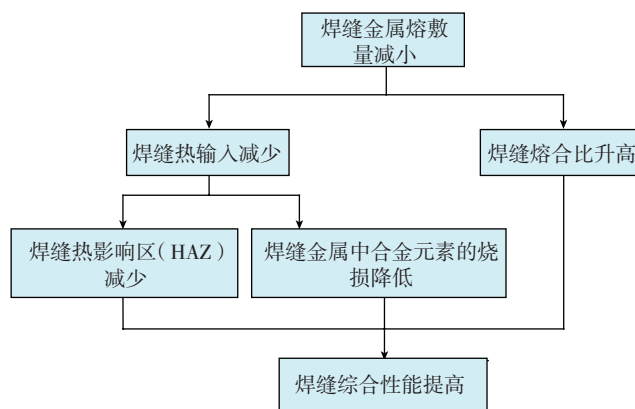 焊缝金属熔敷
量减小
焊缝热输入减少
焊缝熔合比升高
焊缝热影响区(HAZ)
减少
焊缝金属中合金元素的烧
损降低
焊缝综合性能提高